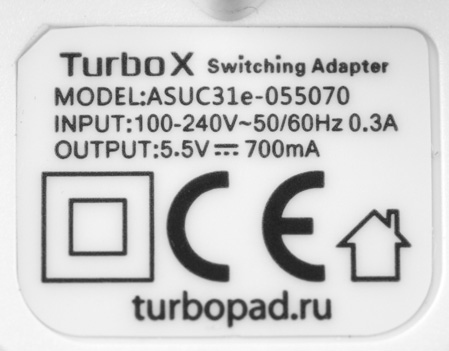 TurboX Switching Adapter
MODEL:ASUC31e-055070
INPUT:100-240V~50/60Hz 0.3A
OUTPUT:5.5V⎓700mA
CE
turbopad.ru